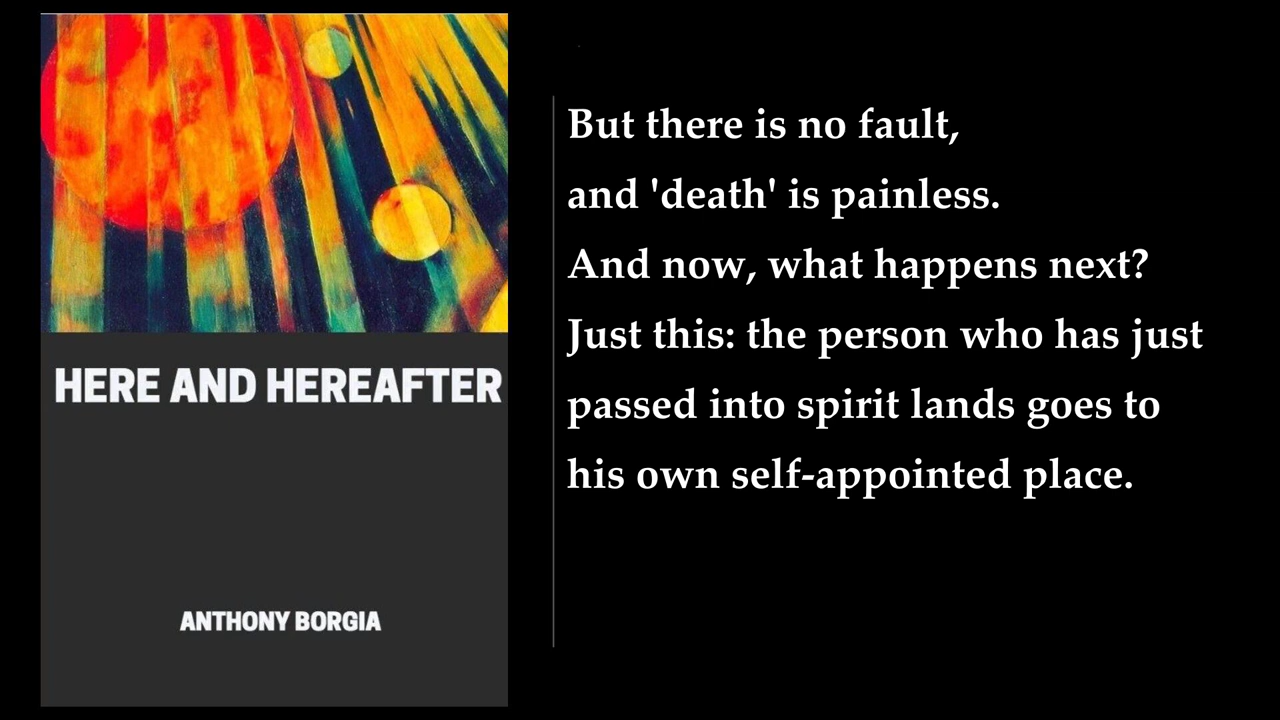 HERE AND HEREAFTER
ANTHONY BORGIA
But there is no fault,
and 'death' is painless.
And now, what happens next?
Just this: the person who has just
passed into spirit lands goes to
his own self-appointed place.